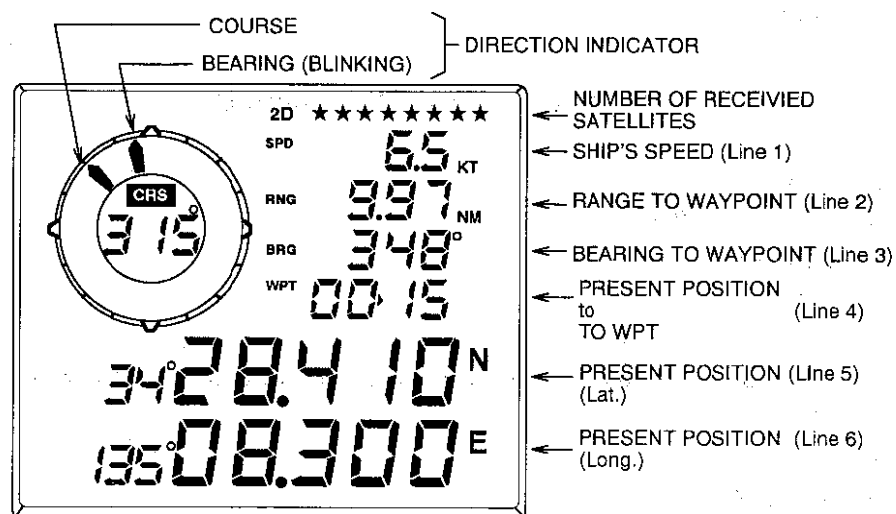 COURSE
DIRECTION INDICATOR
BEARING (BLINKING)
2D ★★★★★★★★
NUMBER OF RECEIVIED
SATELLITES
SPD 6.5 KT
SHIP'S SPEED (Line 1)
CRS
315°
RNG 9.97 NM
RANGE TO WAYPOINT (Line 2)
BRG 348°
BEARING TO WAYPOINT (Line 3)
WPT 00 15
PRESENT POSITION
to (Line 4)
TO WPT
34° 28.410 N
PRESENT POSITION (LIne 5)
(Lat.)
135° 08.300 E
PRESENT POSITION (Line 6)
(Long.)